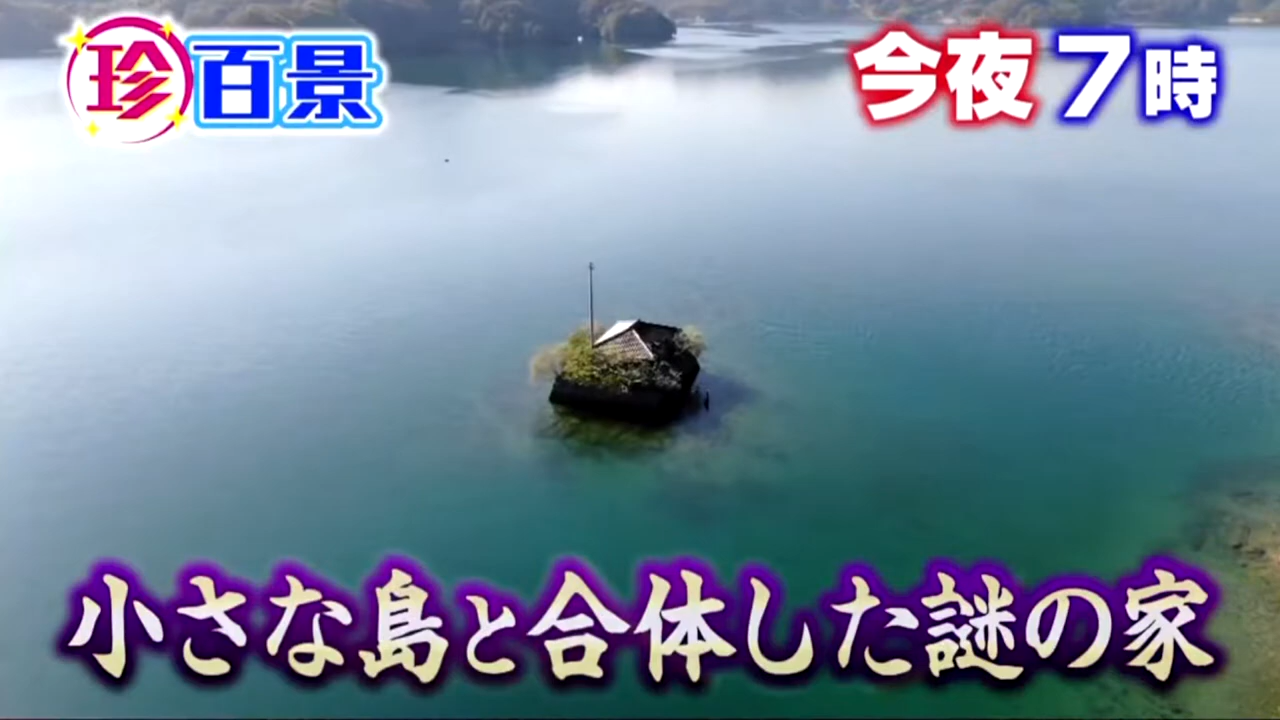 珍百景
今夜7時
小さな島と合体した謎の家